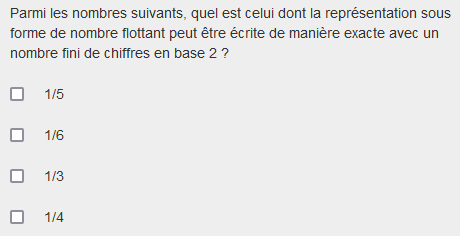 Parmi les nombres suivants, quel est celui dont la représentation sous
forme de nombre flottant peut être écrite de manière exacte avec un
nombre fini de chiffres en base 2 ?
1/5
1/6
1/3
1/4